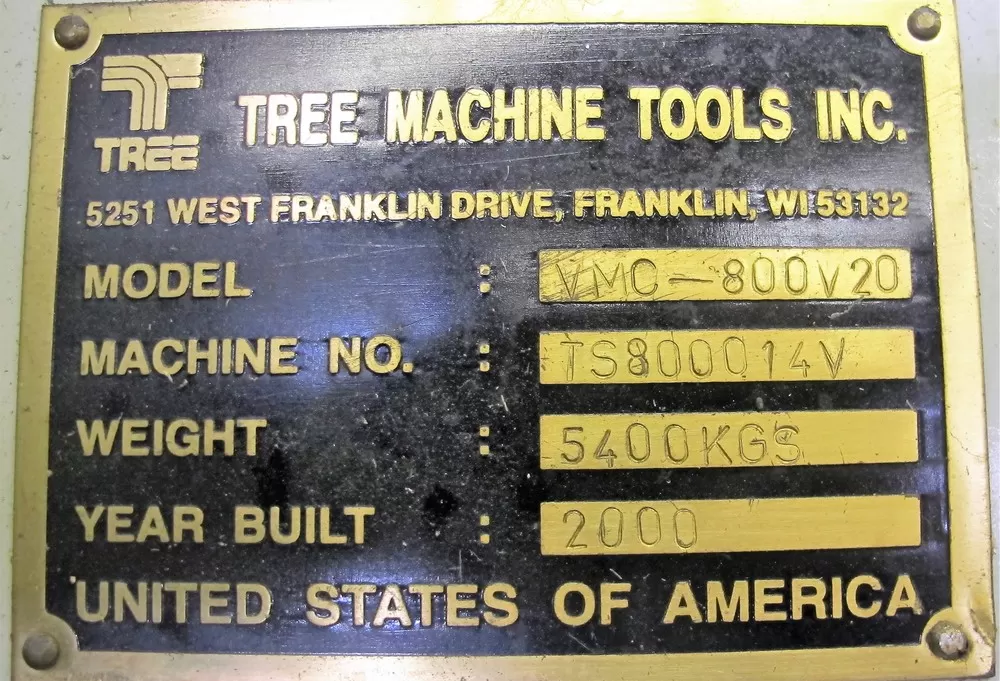 TREE
TREE MACHINE TOOLS INC.
5251 WEST FRANKLIN DRIVE, FRANKLIN, WI 53132
MODEL : VMC-800V20
MACHINE NO. : TS800014V
WEIGHT : 5400KGS
YEAR BUILT : 2000
UNITED STATES OF AMERICA